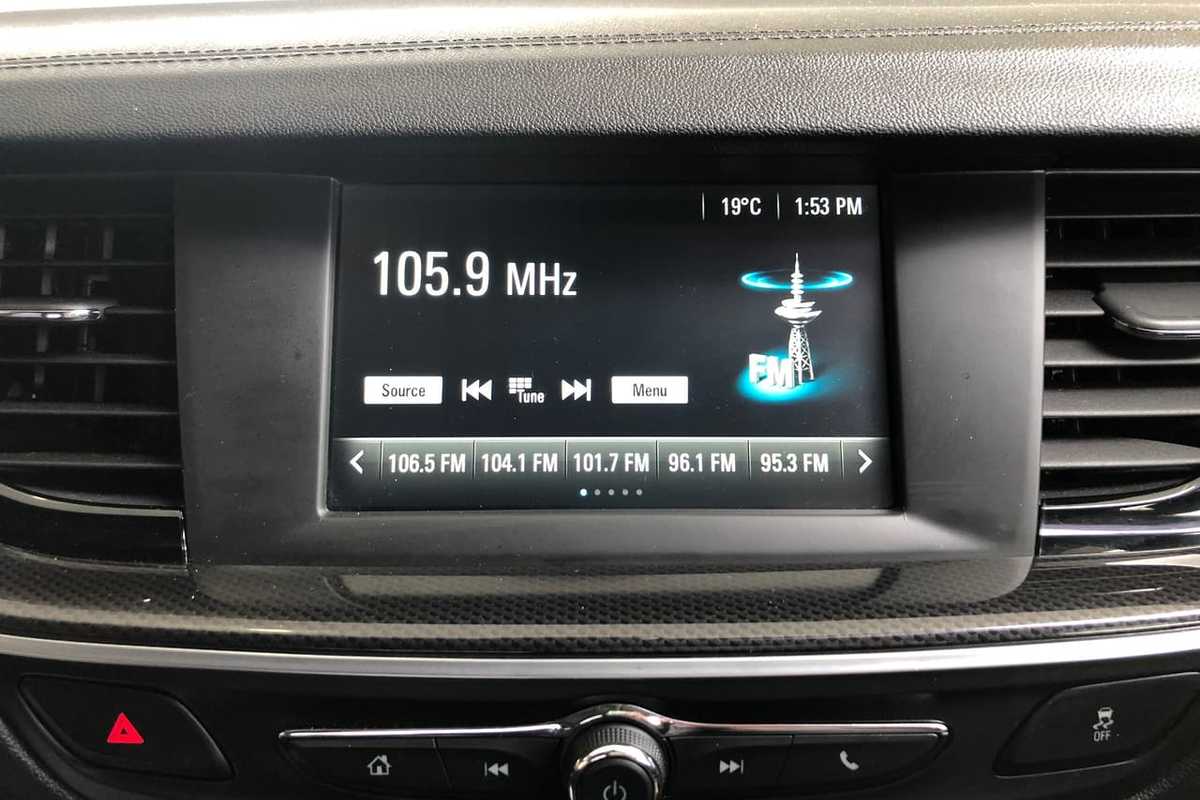 19°C 1:53 PM
105.9 MHz
FM
Source Tune Menu
106.5 FM 104.1 FM 101.7 FM 96.1 FM 95.3 FM
OFF